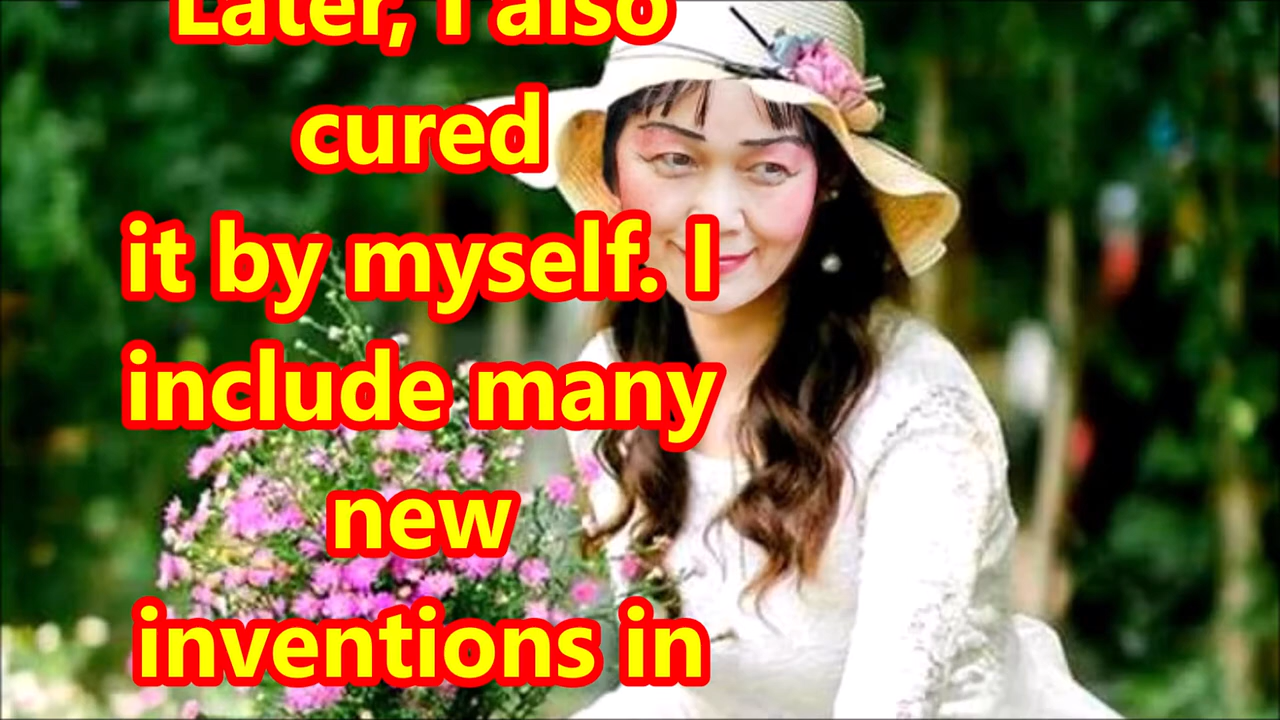 Later, I also
cured
it by myself. I
include many
new
inventions in